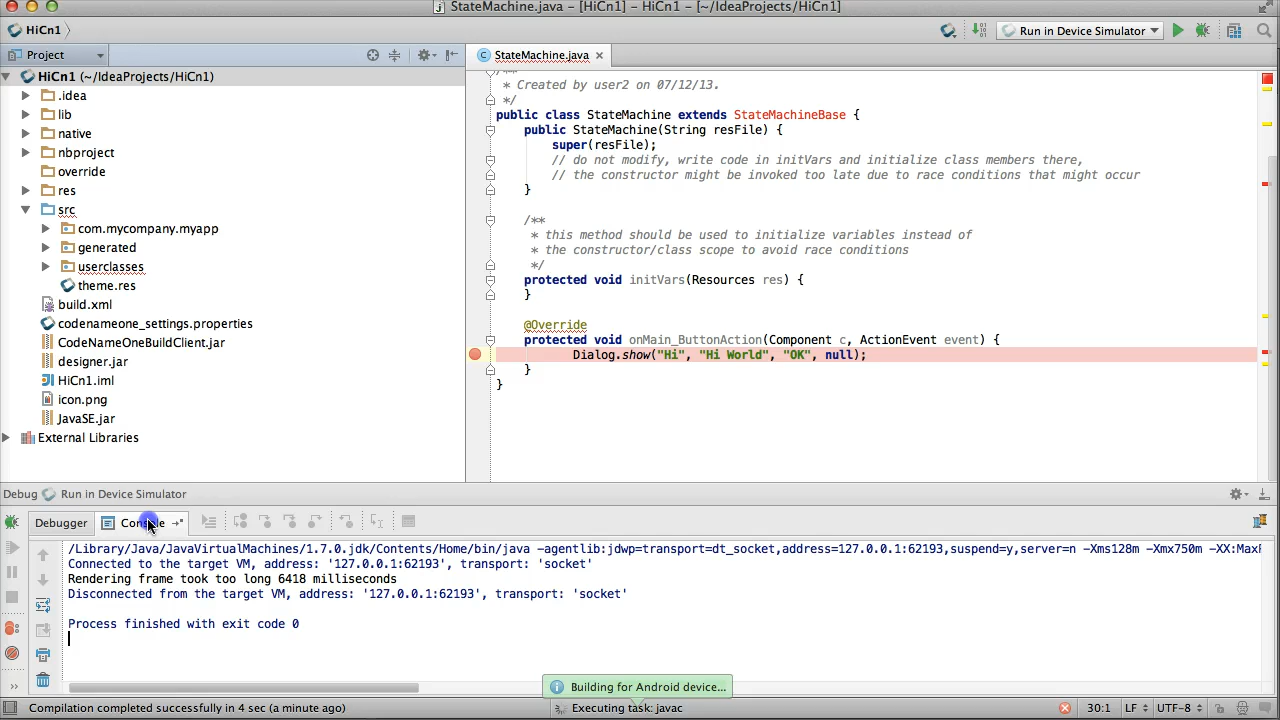 StateMachine.java - [HiCn1] - HiCn1 - [~/IdeaProjects/HiCn1]
HiCn1
Run in Device Simulator
Project
StateMachine.java
HiCn1 (~/IdeaProjects/HiCn1)
.idea
lib
native
nbproject
override
res
src
com.mycompany.myapp
generated
userclasses
theme.res
build.xml
codenameone_settings.properties
CodeNameOneBuildClient.jar
designer.jar
HiCn1.iml
icon.png
JavaSE.jar
External Libraries
/**
* Created by user2 on 07/12/13.
*/
public class StateMachine extends StateMachineBase {
public StateMachine(String resFile) {
super(resFile);
// do not modify, write code in initVars and initialize class members there,
// the constructor might be invoked too late due to race conditions that might occur
}
/**
* this method should be used to initialize variables instead of
* the constructor/class scope to avoid race conditions
*/
protected void initVars(Resources res) {
}
@Override
protected void onMain_ButtonAction(Component c, ActionEvent event) {
Dialog.show("Hi", "Hi World", "OK", null);
}
}
Debug Run in Device Simulator
Debugger Console
/Library/Java/JavaVirtualMachines/1.7.0.jdk/Contents/Home/bin/java -agentlib:jdwp=transport=dt_socket,address=127.0.0.1:62193,suspend=y,server=n -Xms128m -Xmx750m -XX:MaxP
Connected to the target VM, address: '127.0.0.1:62193', transport: 'socket'
Rendering frame took too long 6418 milliseconds
Disconnected from the target VM, address: '127.0.0.1:62193', transport: 'socket'
Process finished with exit code 0
Building for Android device...
Compilation completed successfully in 4 sec (a minute ago)
Executing task: javac
30:1 LF UTF-8